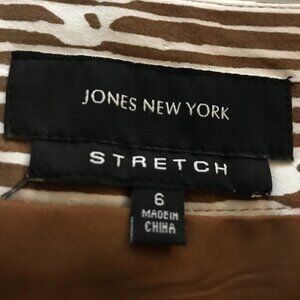 JONES NEW YORK
STRETCH
6
MADE IN
CHINA